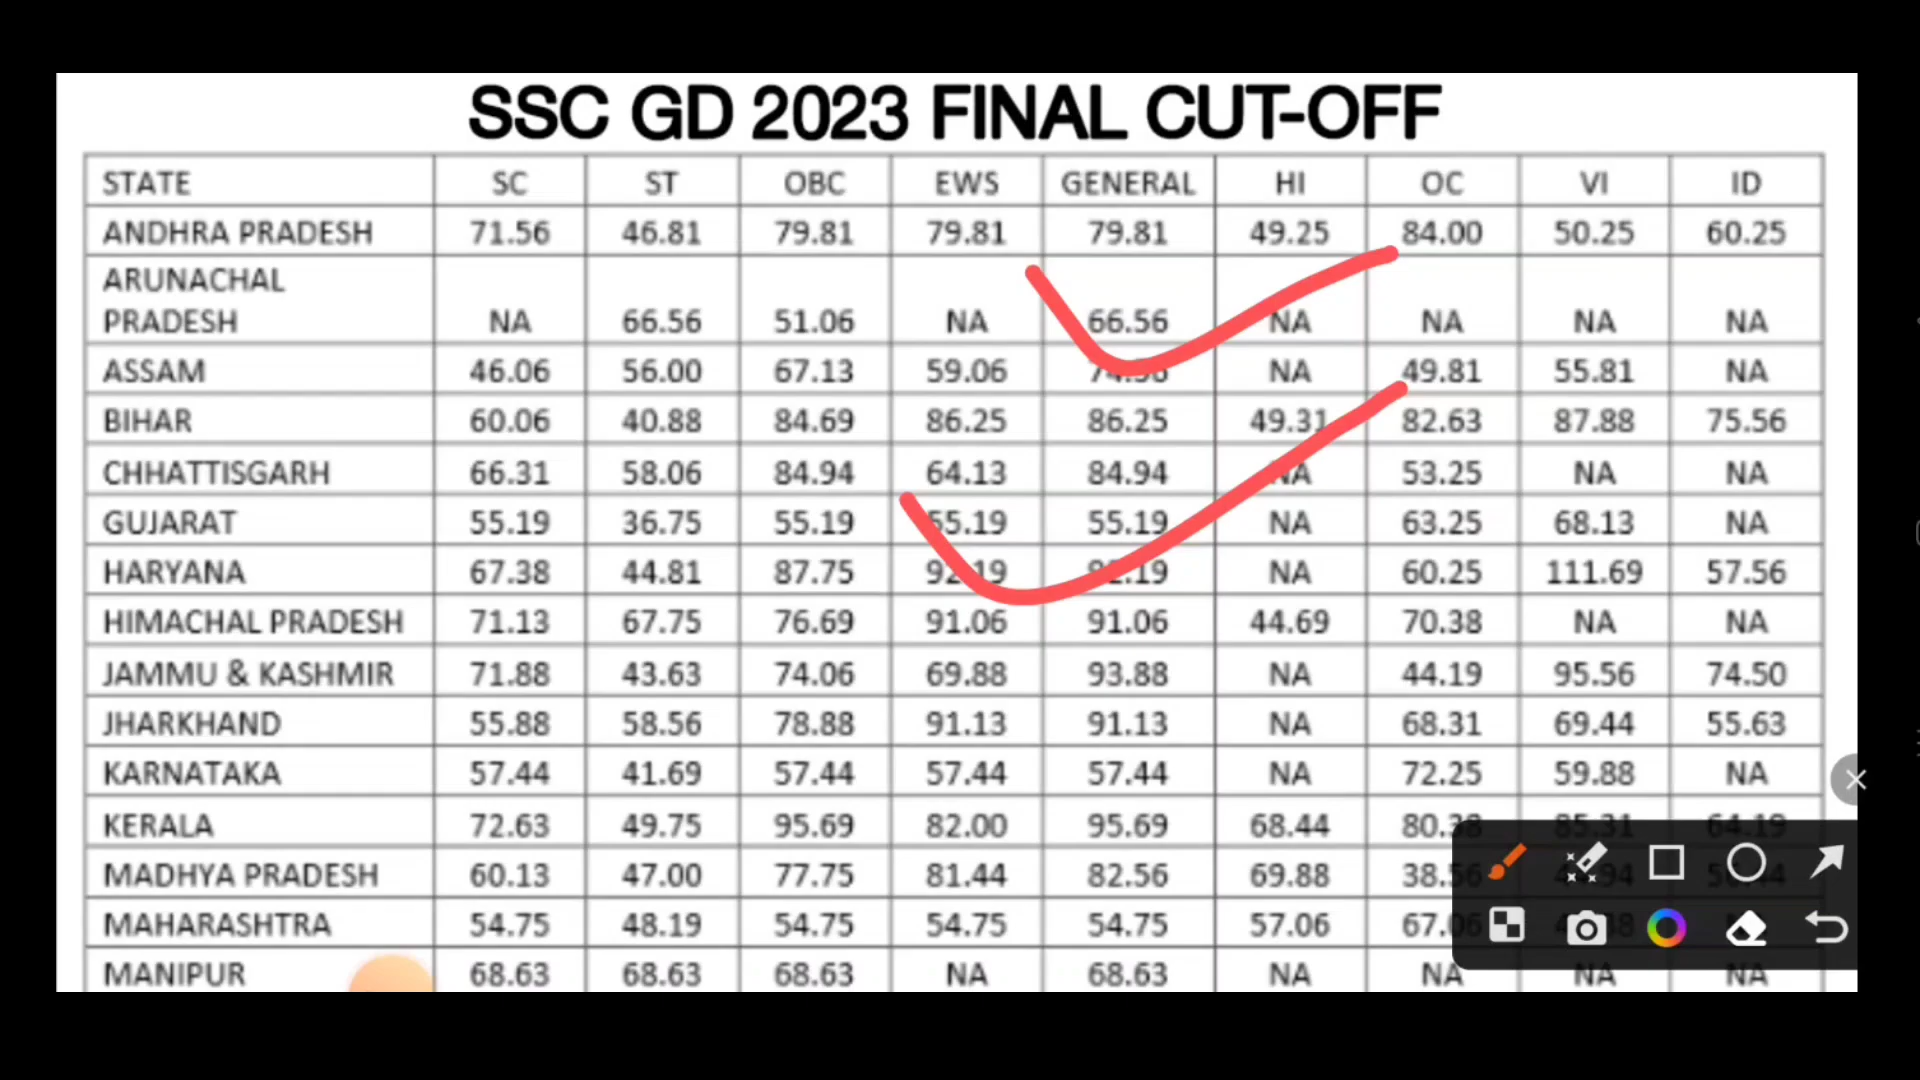 SSC GD 2023 FINAL CUT-OFF
STATE SC ST OBC EWS GENERAL HI OC VI ID
ANDHRA PRADESH 71.56 46.81 79.81 79.81 79.81 49.25 84.00 50.25 60.25
ARUNACHAL
PRADESH NA 66.56 51.06 NA 66.56 NA NA NA NA
ASSAM 46.06 56.00 67.13 59.06 NA 49.81 55.81 NA
BIHAR 60.06 40.88 84.69 86.25 86.25 49.31 82.63 87.88 75.56
CHHATTISGARH 66.31 58.06 84.94 64.13 84.94 NA 53.25 NA NA
GUJARAT 55.19 36.75 55.19 55.19 55.19 NA 63.25 68.13 NA
HARYANA 67.38 44.81 87.75 92.19 92.19 NA 60.25 111.69 57.56
HIMACHAL PRADESH 71.13 67.75 76.69 91.06 91.06 44.69 70.38 NA NA
JAMMU & KASHMIR 71.88 43.63 74.06 69.88 93.88 NA 44.19 95.56 74.50
JHARKHAND 55.88 58.56 78.88 91.13 91.13 NA 68.31 69.44 55.63
KARNATAKA 57.44 41.69 57.44 57.44 57.44 NA 72.25 59.88 NA
KERALA 72.63 49.75 95.69 82.00 95.69 68.44 80.38 85.31 64.19
MADHYA PRADESH 60.13 47.00 77.75 81.44 82.56 69.88 38.56
MAHARASHTRA 54.75 48.19 54.75 54.75 54.75 57.06 67.06
MANIPUR 68.63 68.63 68.63 NA 68.63 NA NA NA NA